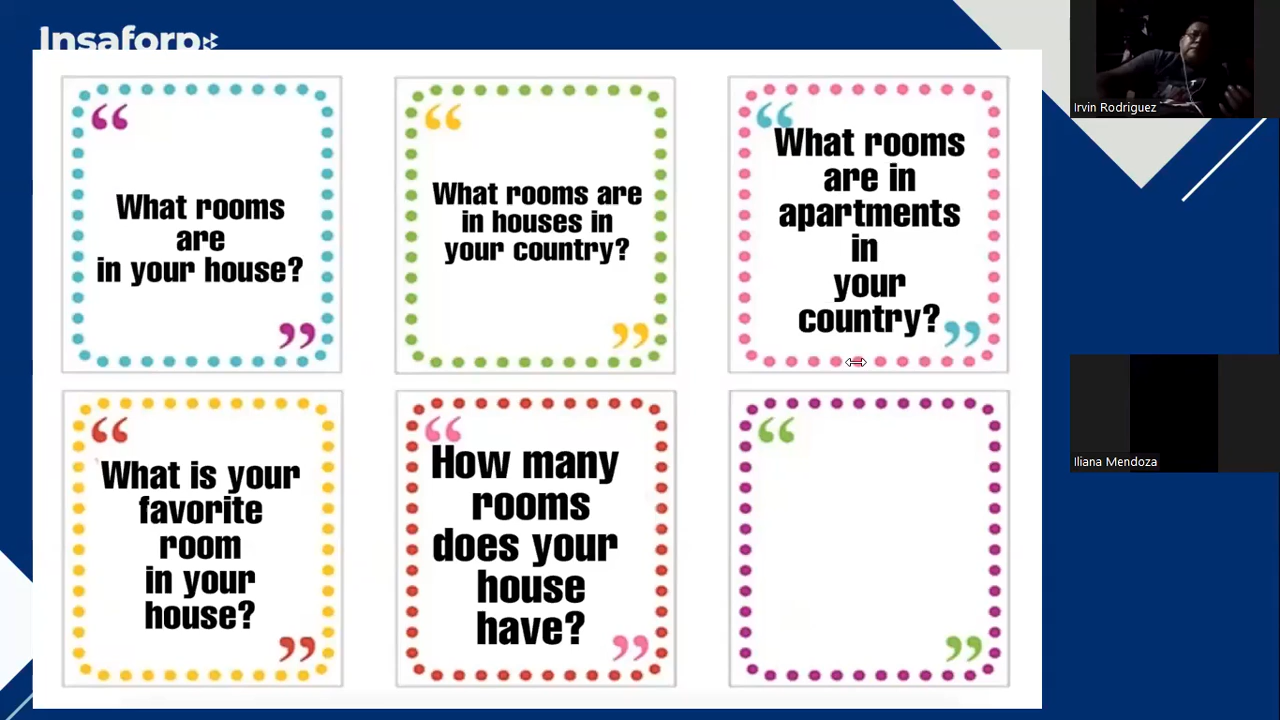 Insaforp
“
What rooms
are
in your house?
”
“
What rooms are
in houses in
your country?
”
“
What rooms
are in
apartments
in
your
country?
”
“
What is your
favorite
room
in your
house?
”
“
How many
rooms
does your
house
have?
”
“
”
Irvin Rodriguez
Iliana Mendoza